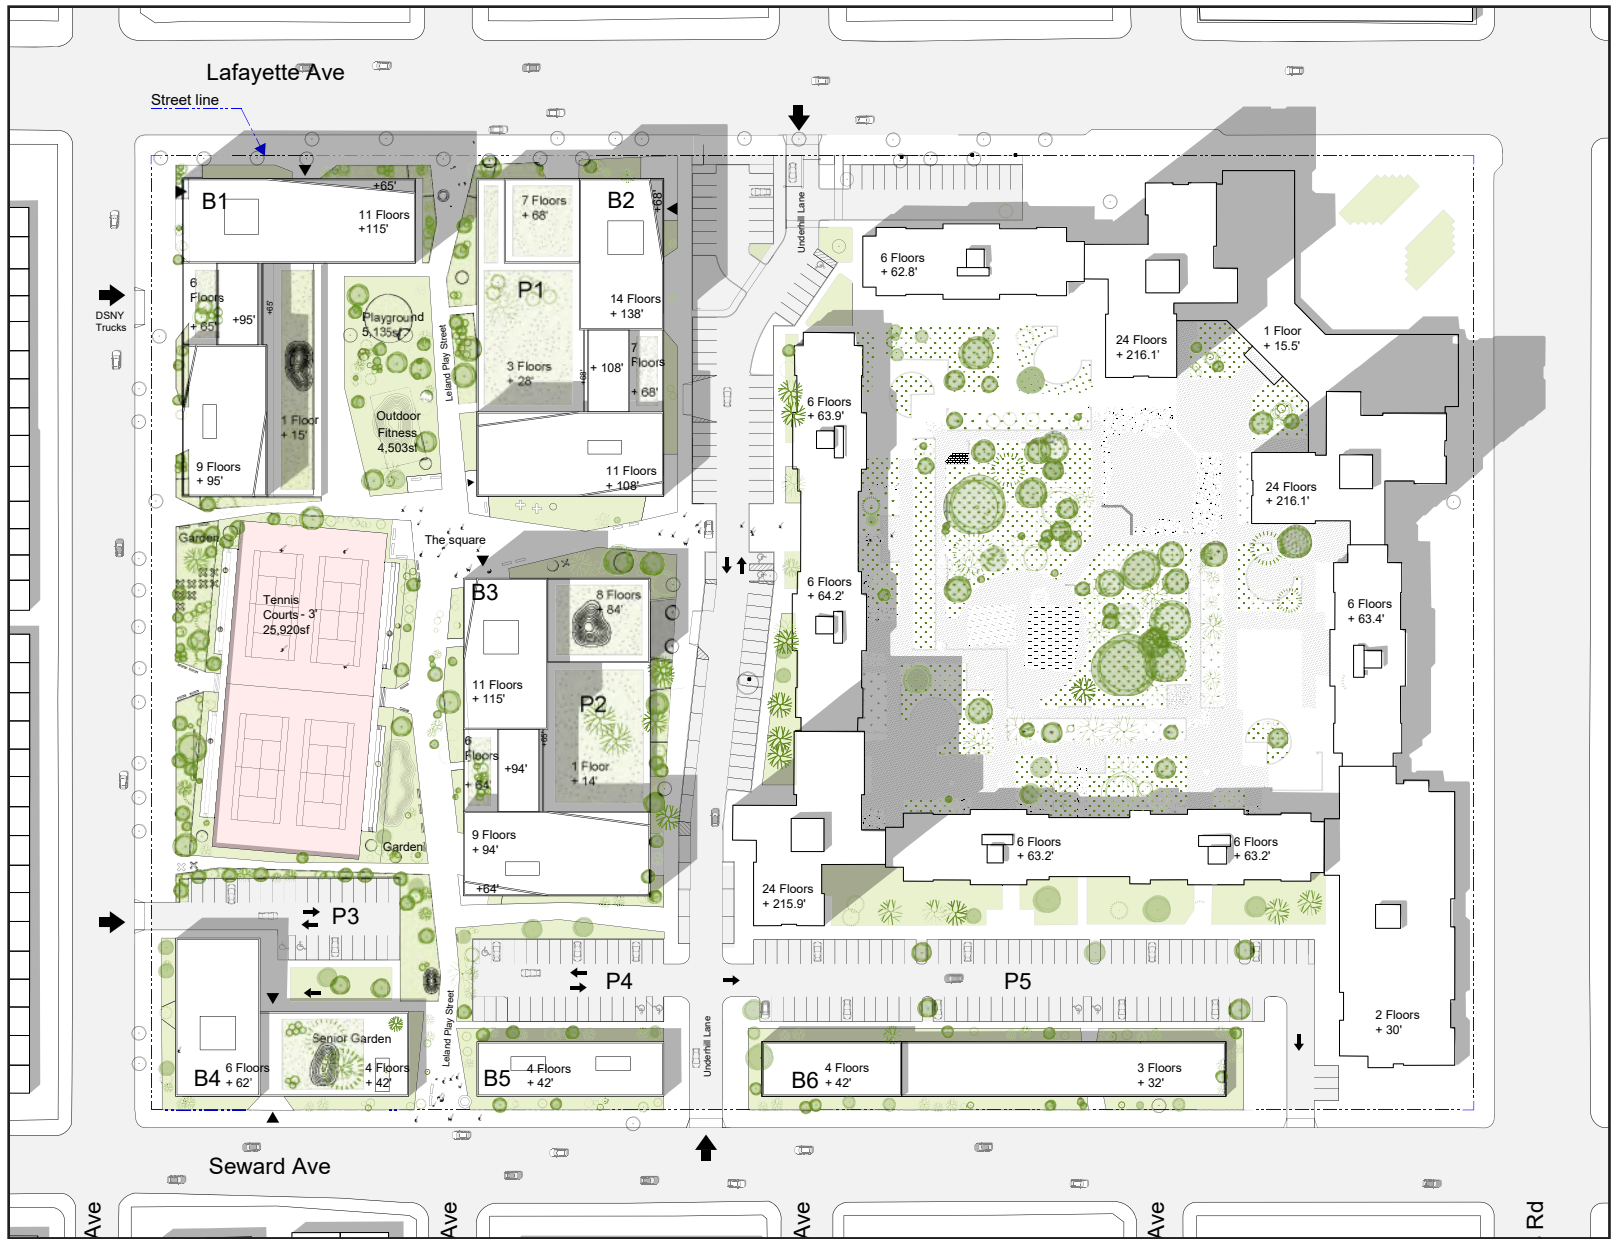 Lafayette Ave
Street line
B1
+65'
11 Floors
+115'
6
Floors
+ 65'
+95'
+65'
1 Floor
+ 15'
9 Floors
+ 95'
DSNY
Trucks
Playground
5,135sf
Outdoor
Fitness
4,503sf
Leland Play Street
7 Floors
+ 68'
B2
+68'
P1
14 Floors
+ 138'
3 Floors
+ 28'
+68'
+ 108'
7
Floors
+ 68'
11 Floors
+ 108'
Underhill Lane
6 Floors
+ 62.8'
24 Floors
+ 216.1'
1 Floor
+ 15.5'
6 Floors
+ 63.9'
24 Floors
+ 216.1'
Garden
The square
Tennis
Courts - 3'
25,920sf
B3
8 Floors
+ 84'
6 Floors
+ 64.2'
6 Floors
+ 63.4'
11 Floors
+ 115'
P2
6
Floors
+ 64'
+94'
+65'
1 Floor
+ 14'
9 Floors
+ 94'
+64'
Garden
6 Floors
+ 63.2'
6 Floors
+ 63.2'
24 Floors
+ 215.9'
P3
P4
P5
Leland Play Street
Underhill Lane
2 Floors
+ 30'
Senior Garden
B4
6 Floors
+ 62'
4 Floors
+ 42'
B5
4 Floors
+ 42'
B6
4 Floors
+ 42'
3 Floors
+ 32'
Seward Ave
Ave
Ave
Ave
Ave
Rd